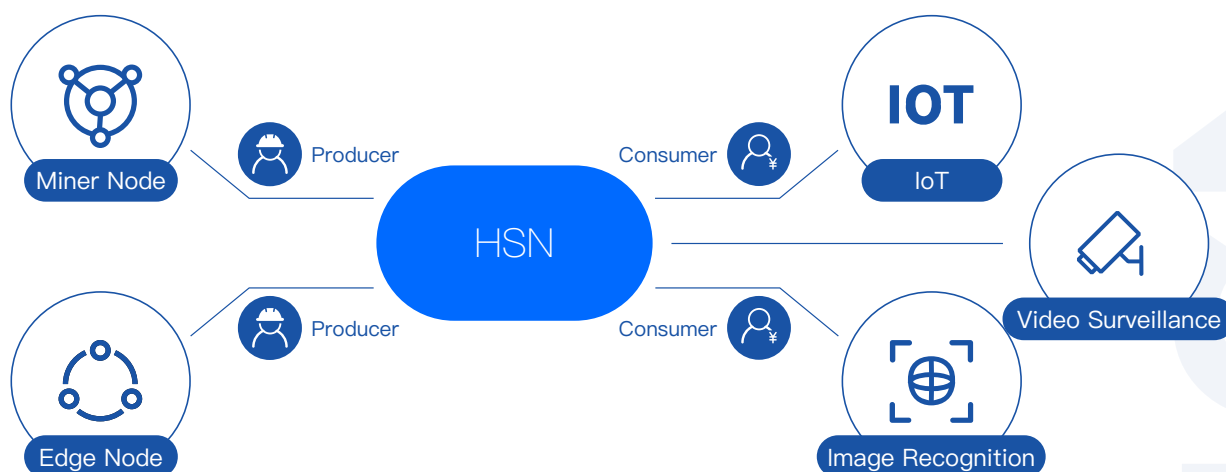 IOT
Producer
Consumer
¥
Miner Node
IoT
HSN
Video Surveillance
Producer
Consumer
¥
Edge Node
Image Recognition